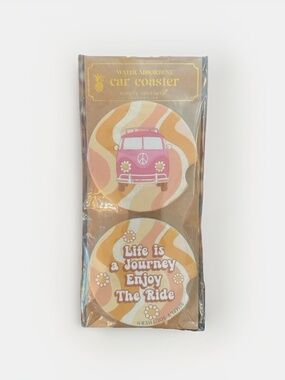 WATER ABSORBENT
car coaster
Life is
a Journey
Enjoy
The Ride